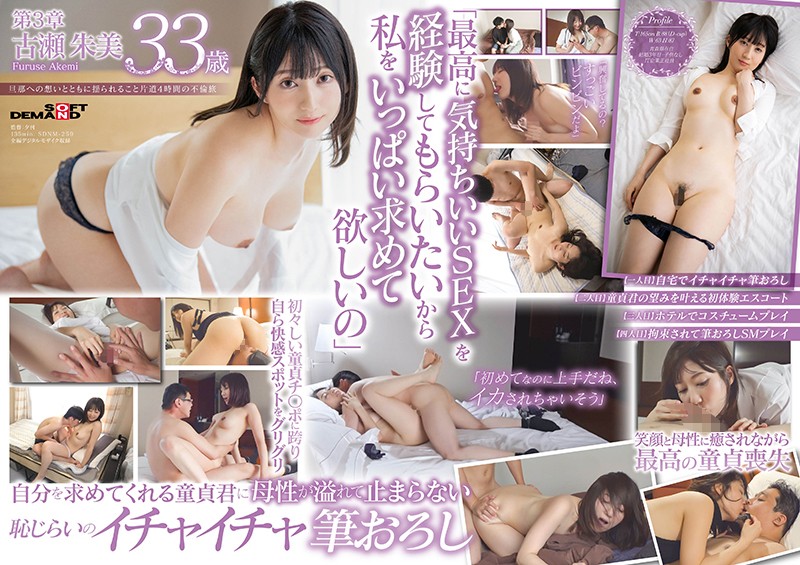 第3章
古瀬 朱美
Furuse Akemi
33歳
旦那への想いとともに揺られること片道4時間の不倫旅
SOFT
DEMAND
135min/SDNM-250
「最高に気持ちいいSEXを
経験してもらいたいから
私をいっぱい求めて
欲しいの」
Profile
【一人目】自宅でイチャイチャ筆おろし
【二人目】童貞君の望みを叶える初体験エスコート
【三人目】ホテルでコスチュームプレイ
【四人目】拘束されて筆おろしSMプレイ
初々しい童貞チ○ポに跨り
自ら快感スポットをグリグリ
「初めてなのに上手だね、
イカされちゃいそう」
笑顔と母性に癒されながら
最高の童貞喪失
自分を求めてくれる童貞君に母性が溢れて止まらない
恥じらいのイチャイチャ筆おろし